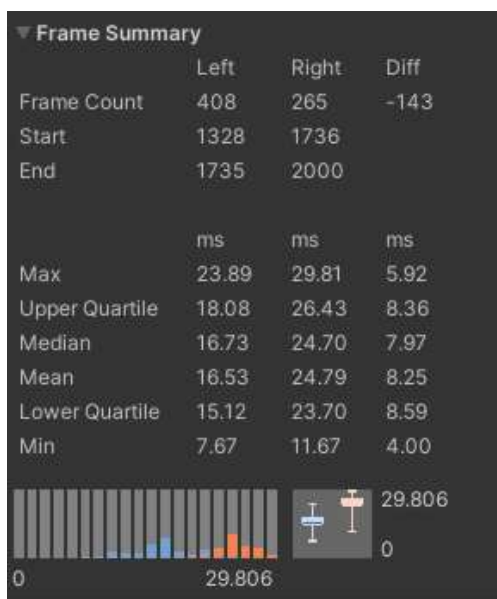 Frame Summary
Left Right Diff
Frame Count 408 265 -143
Start 1328 1736
End 1735 2000
ms ms ms
Max 23.89 29.81 5.92
Upper Quartile 18.08 26.43 8.36
Median 16.73 24.70 7.97
Mean 16.53 24.79 8.25
Lower Quartile 15.12 23.70 8.59
Min 7.67 11.67 4.00
29.806
0
0 29.806